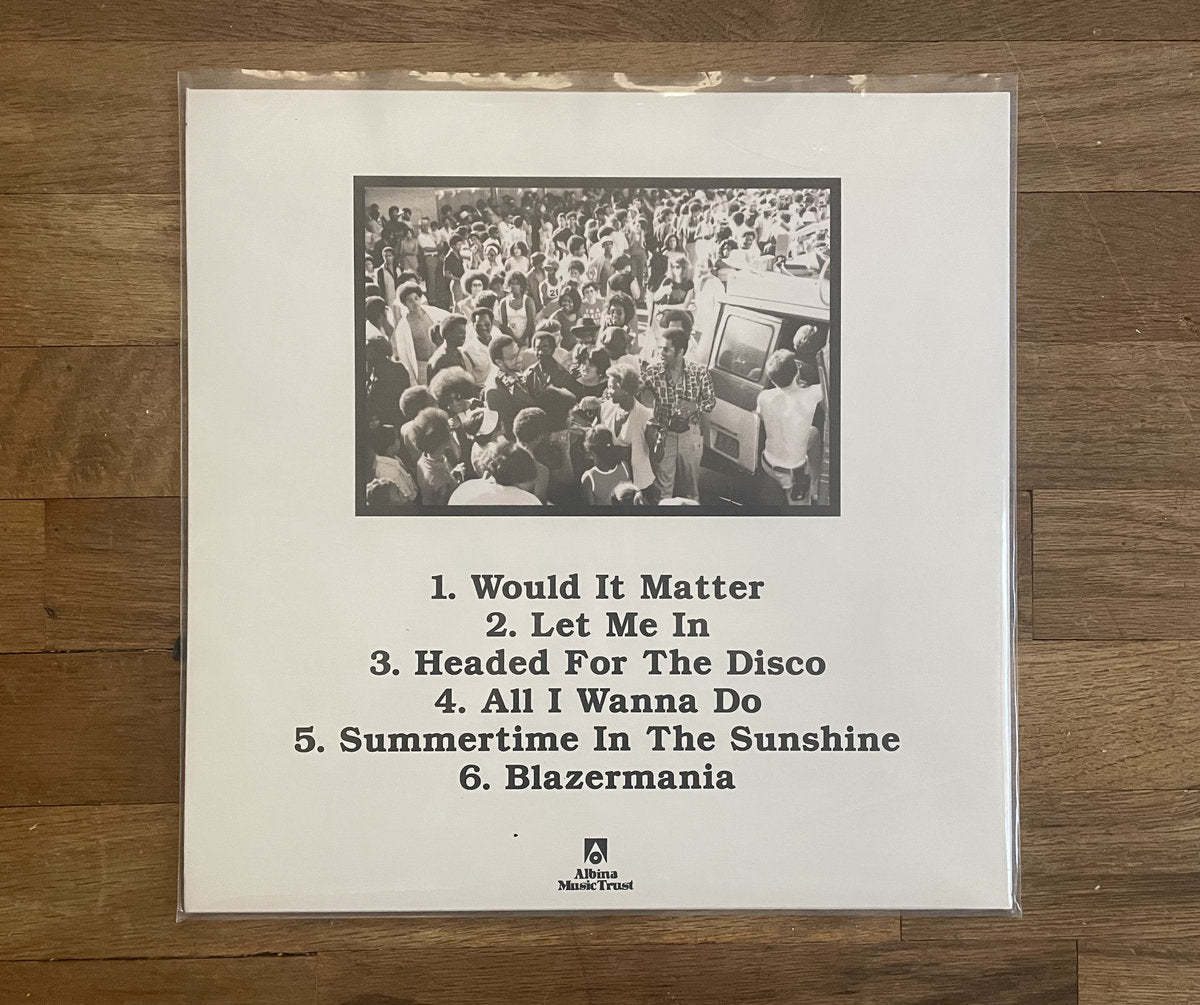 1. Would It Matter
2. Let Me In
3. Headed For The Disco
4. All I Wanna Do
5. Summertime In The Sunshine
6. Blazermania
Albina
Music Trust